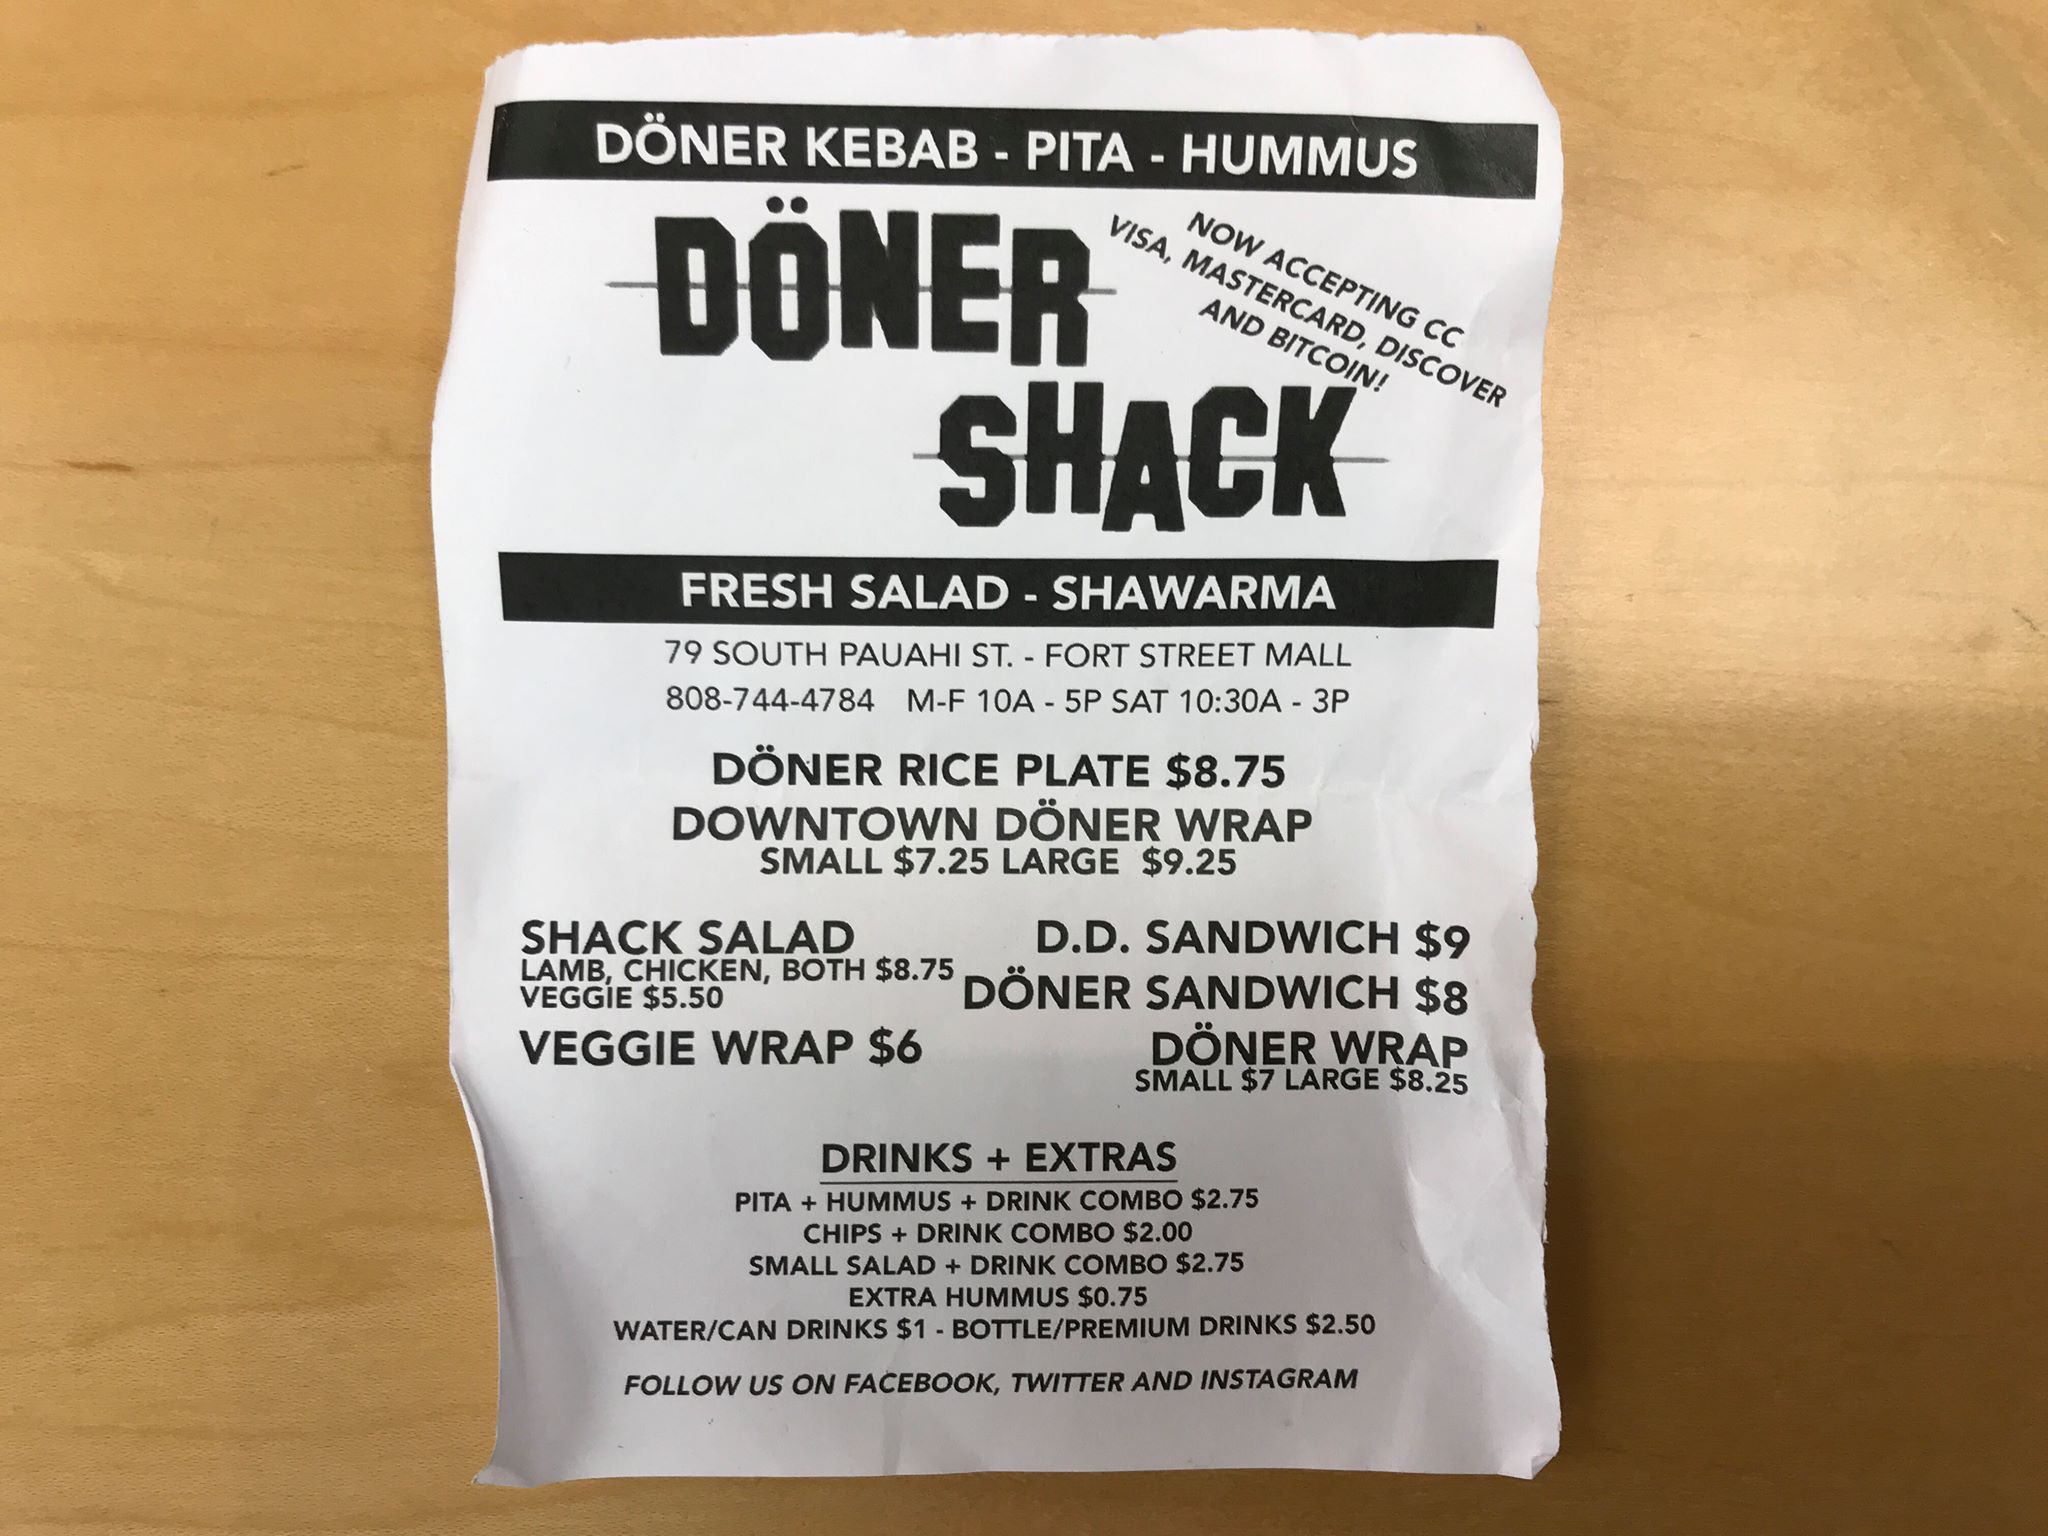 DÖNER KEBAB - PITA - HUMMUS
DÖNER
SHACK
NOW ACCEPTING CC
VISA, MASTERCARD, DISCOVER
AND BITCOIN!
FRESH SALAD - SHAWARMA
79 SOUTH PAUAHI ST. - FORT STREET MALL
808-744-4784 M-F 10A - 5P SAT 10:30A - 3P
DÖNER RICE PLATE $8.75
DOWNTOWN DÖNER WRAP
SMALL $7.25 LARGE $9.25
SHACK SALAD
LAMB, CHICKEN, BOTH $8.75
VEGGIE $5.50
VEGGIE WRAP $6
D.D. SANDWICH $9
DÖNER SANDWICH $8
DÖNER WRAP
SMALL $7 LARGE $8.25
DRINKS + EXTRAS
PITA + HUMMUS + DRINK COMBO $2.75
CHIPS + DRINK COMBO $2.00
SMALL SALAD + DRINK COMBO $2.75
EXTRA HUMMUS $0.75
WATER/CAN DRINKS $1 - BOTTLE/PREMIUM DRINKS $2.50
FOLLOW US ON FACEBOOK, TWITTER AND INSTAGRAM